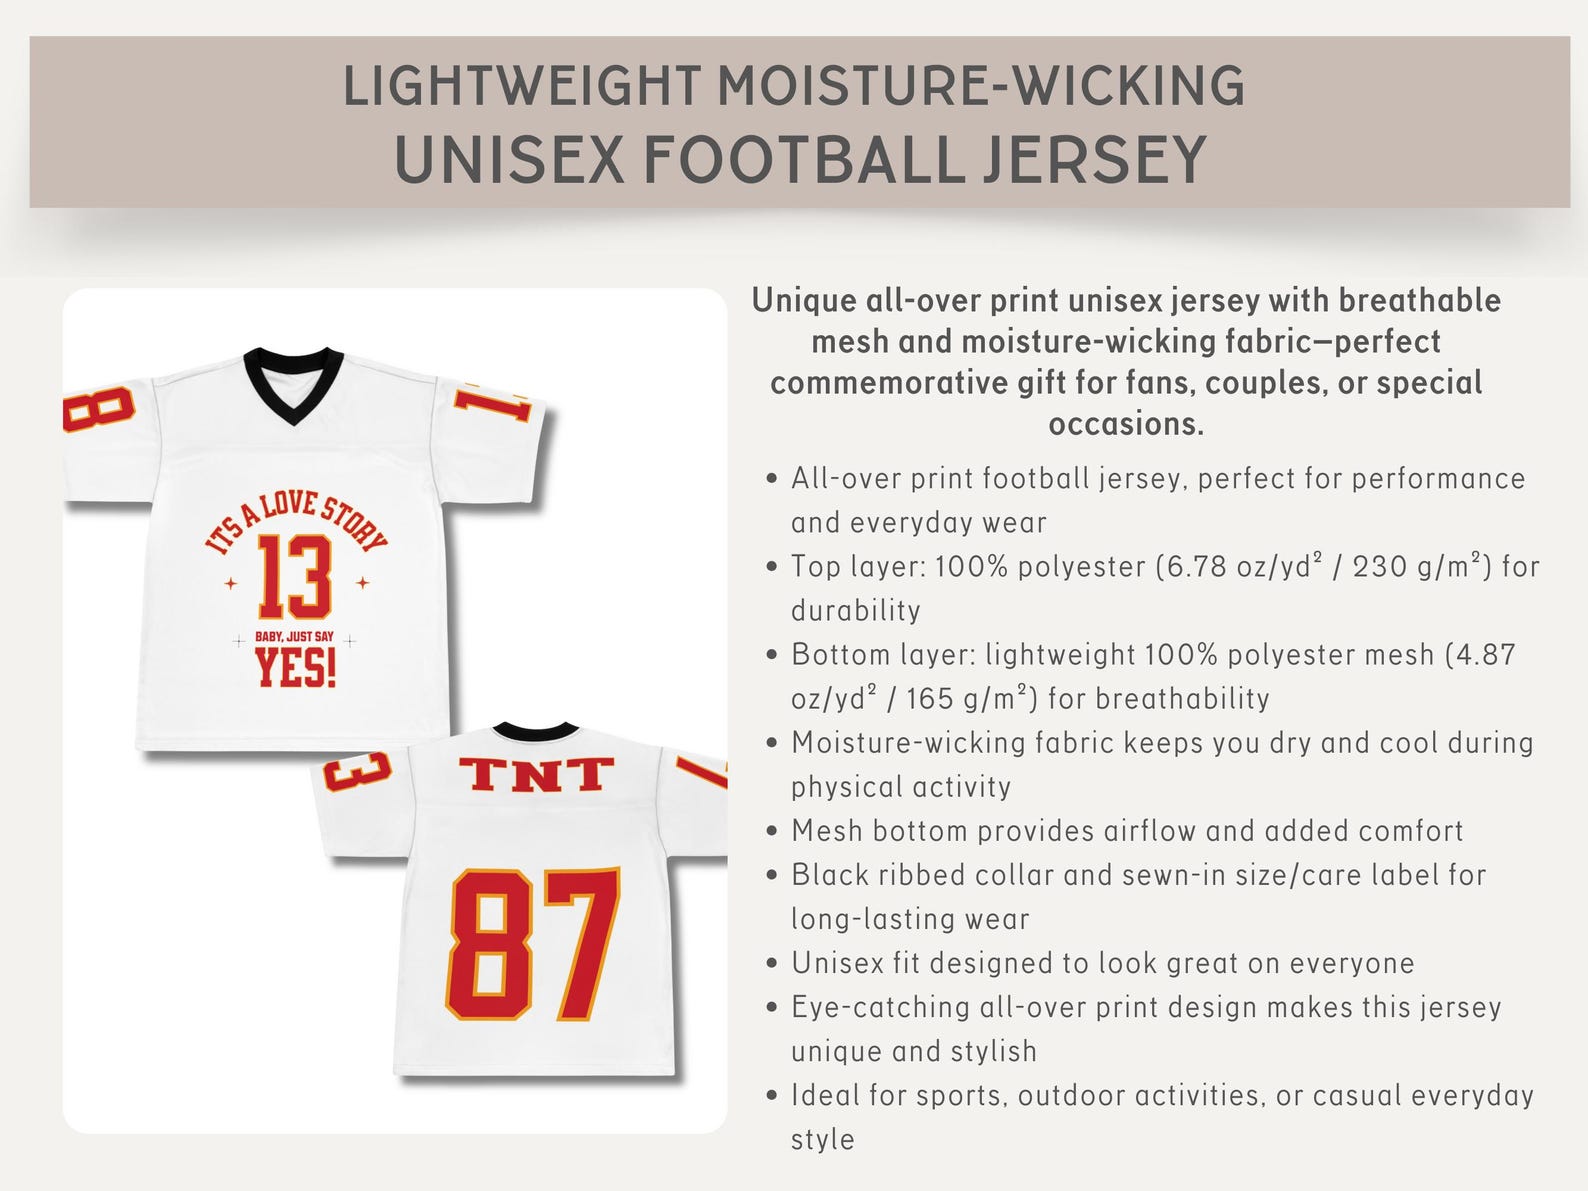 LIGHTWEIGHT MOISTURE-WICKING
UNISEX FOOTBALL JERSEY
8
1
ITS A LOVE STORY
13
BABY, JUST SAY
YES!
3
TNT
87
Unique all-over print unisex jersey with breathable
mesh and moisture-wicking fabric—perfect
commemorative gift for fans, couples, or special
occasions.
• All-over print football jersey, perfect for performance
and everyday wear
• Top layer: 100% polyester (6.78 oz/yd² / 230 g/m²) for
durability
• Bottom layer: lightweight 100% polyester mesh (4.87
oz/yd² / 165 g/m²) for breathability
• Moisture-wicking fabric keeps you dry and cool during
physical activity
• Mesh bottom provides airflow and added comfort
• Black ribbed collar and sewn-in size/care label for
long-lasting wear
• Unisex fit designed to look great on everyone
• Eye-catching all-over print design makes this jersey
unique and stylish
• Ideal for sports, outdoor activities, or casual everyday
style